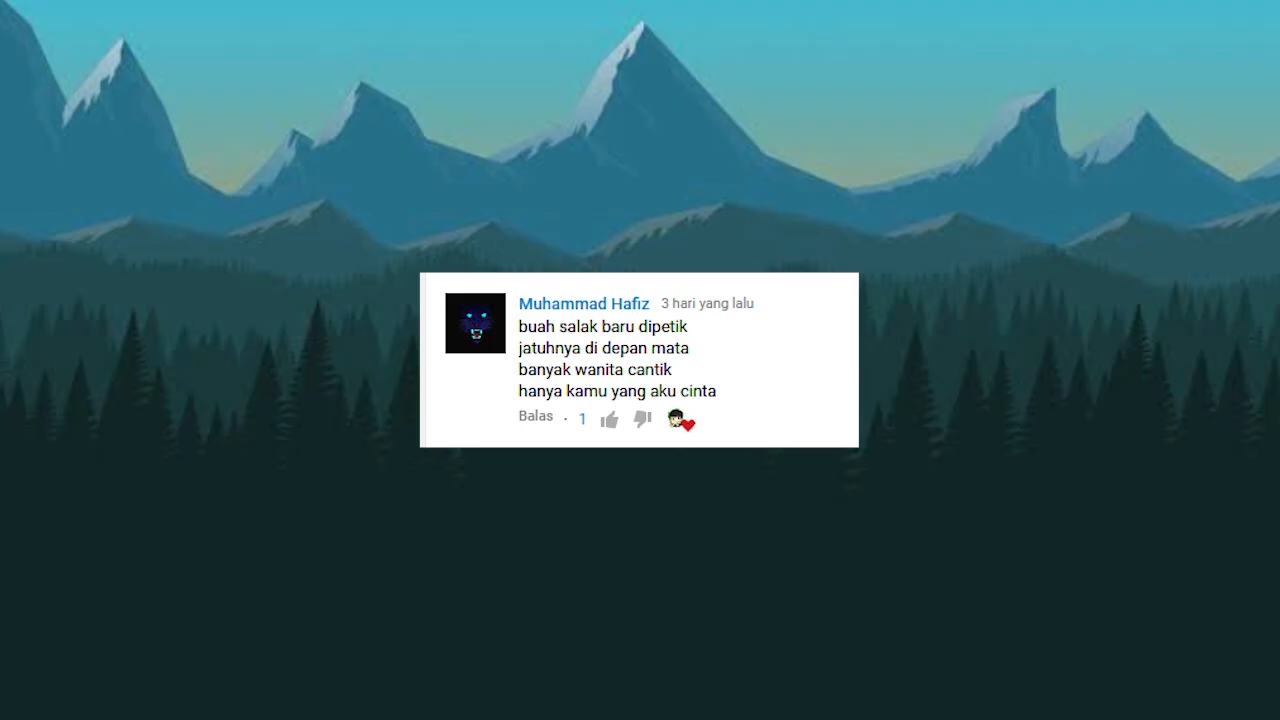 Muhammad Hafiz 3 hari yang lalu
buah salak baru dipetik
jatuhnya di depan mata
banyak wanita cantik
hanya kamu yang aku cinta
Balas · 1